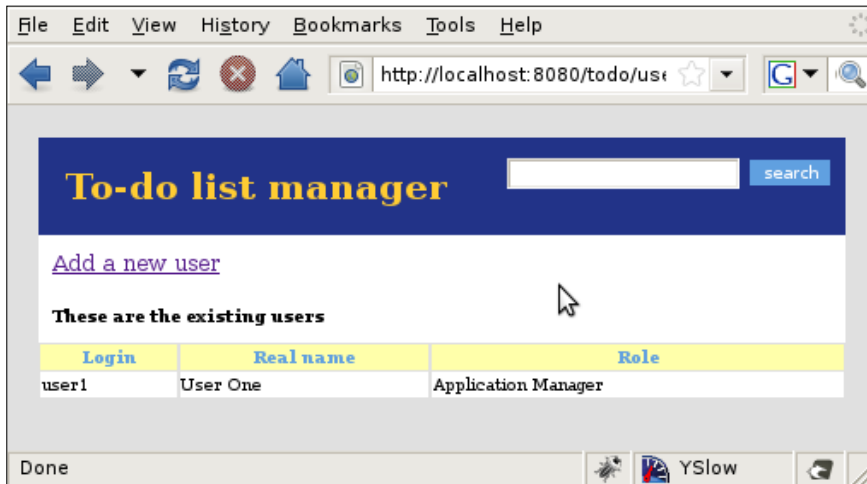 File Edit View History Bookmarks Tools Help
http://localhost:8080/todo/use
G
To-do list manager
search
Add a new user
These are the existing users
Login Real name Role
user1 User One Application Manager
Done YSlow